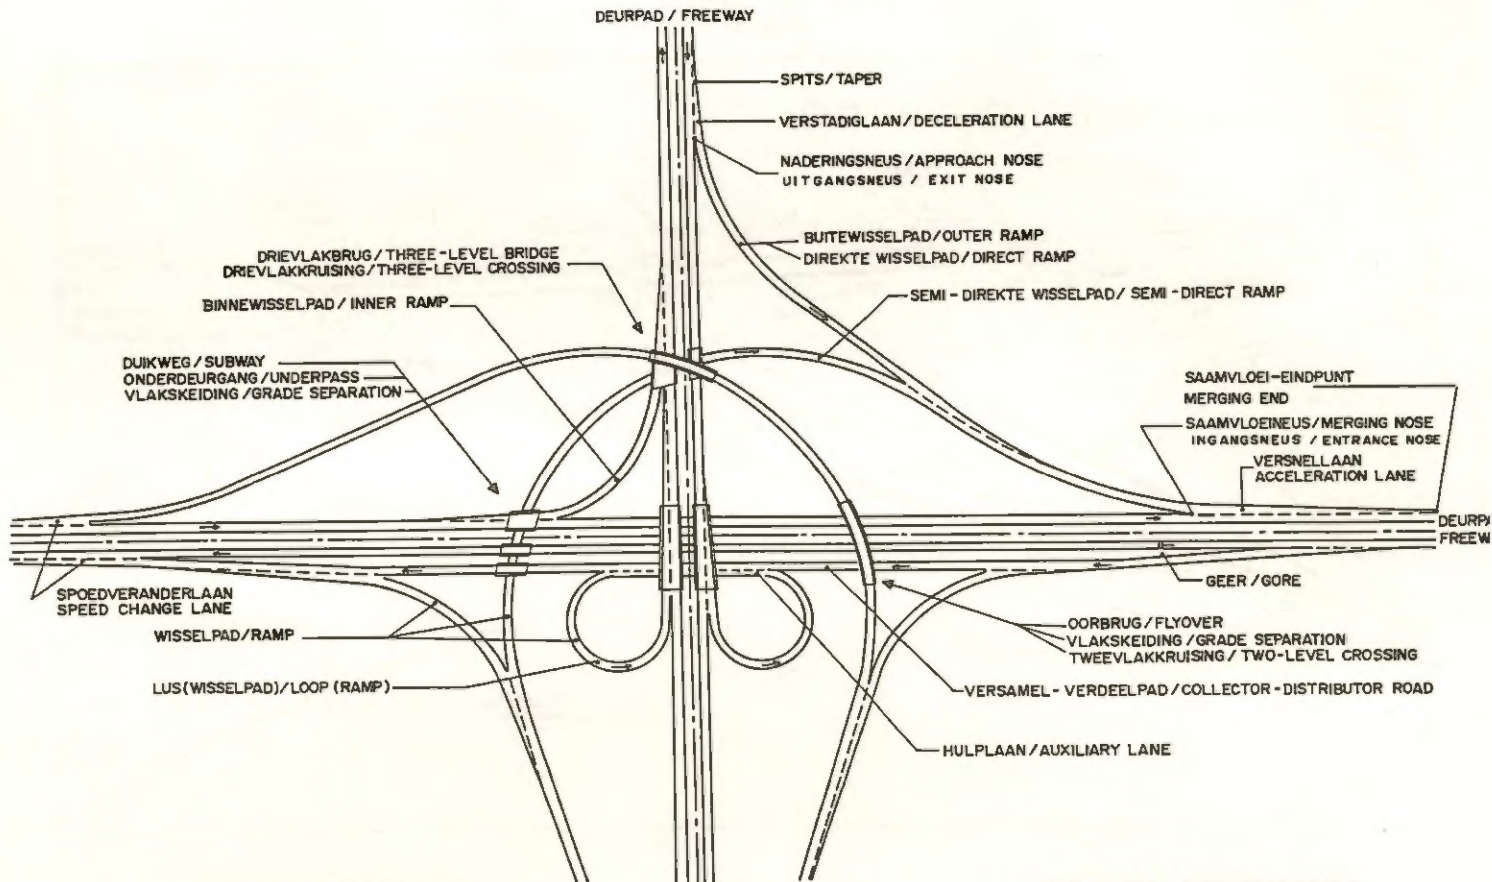 DEURPAD / FREEWAY
SPITS/TAPER
VERSTADIGLAAN/DECELERATION LANE
NADERINGSNEUS/APPROACH NOSE
UITGANGSNEUS / EXIT NOSE
BUITEWISSELPAD/OUTER RAMP
DIREKTE WISSELPAD/DIRECT RAMP
DRIEVLAKBRUG/THREE-LEVEL BRIDGE
DRIEVLAKKRUISING/THREE-LEVEL CROSSING
SEMI-DIREKTE WISSELPAD/SEMI-DIRECT RAMP
BINNEWISSELPAD/INNER RAMP
DUIKWEG/SUBWAY
ONDERDEURGANG/UNDERPASS
VLAKSKEIDING/GRADE SEPARATION
SAAMVLOEI-EINDPUNT
MERGING END
SAAMVLOEINEUS/MERGING NOSE
INGANGSNEUS / ENTRANCE NOSE
VERSNELLAAN
ACCELERATION LANE
DEURPA
FREEW
GEER/GORE
SPOEDVERANDERLAAN
SPEED CHANGE LANE
WISSELPAD/RAMP
OORBRUG/FLYOVER
VLAKSKEIDING/GRADE SEPARATION
TWEEVLAKKRUISING/TWO-LEVEL CROSSING
LUS(WISSELPAD)/LOOP(RAMP)
VERSAMEL-VERDEELPAD/COLLECTOR-DISTRIBUTOR ROAD
HULPLAAN/AUXILIARY LANE